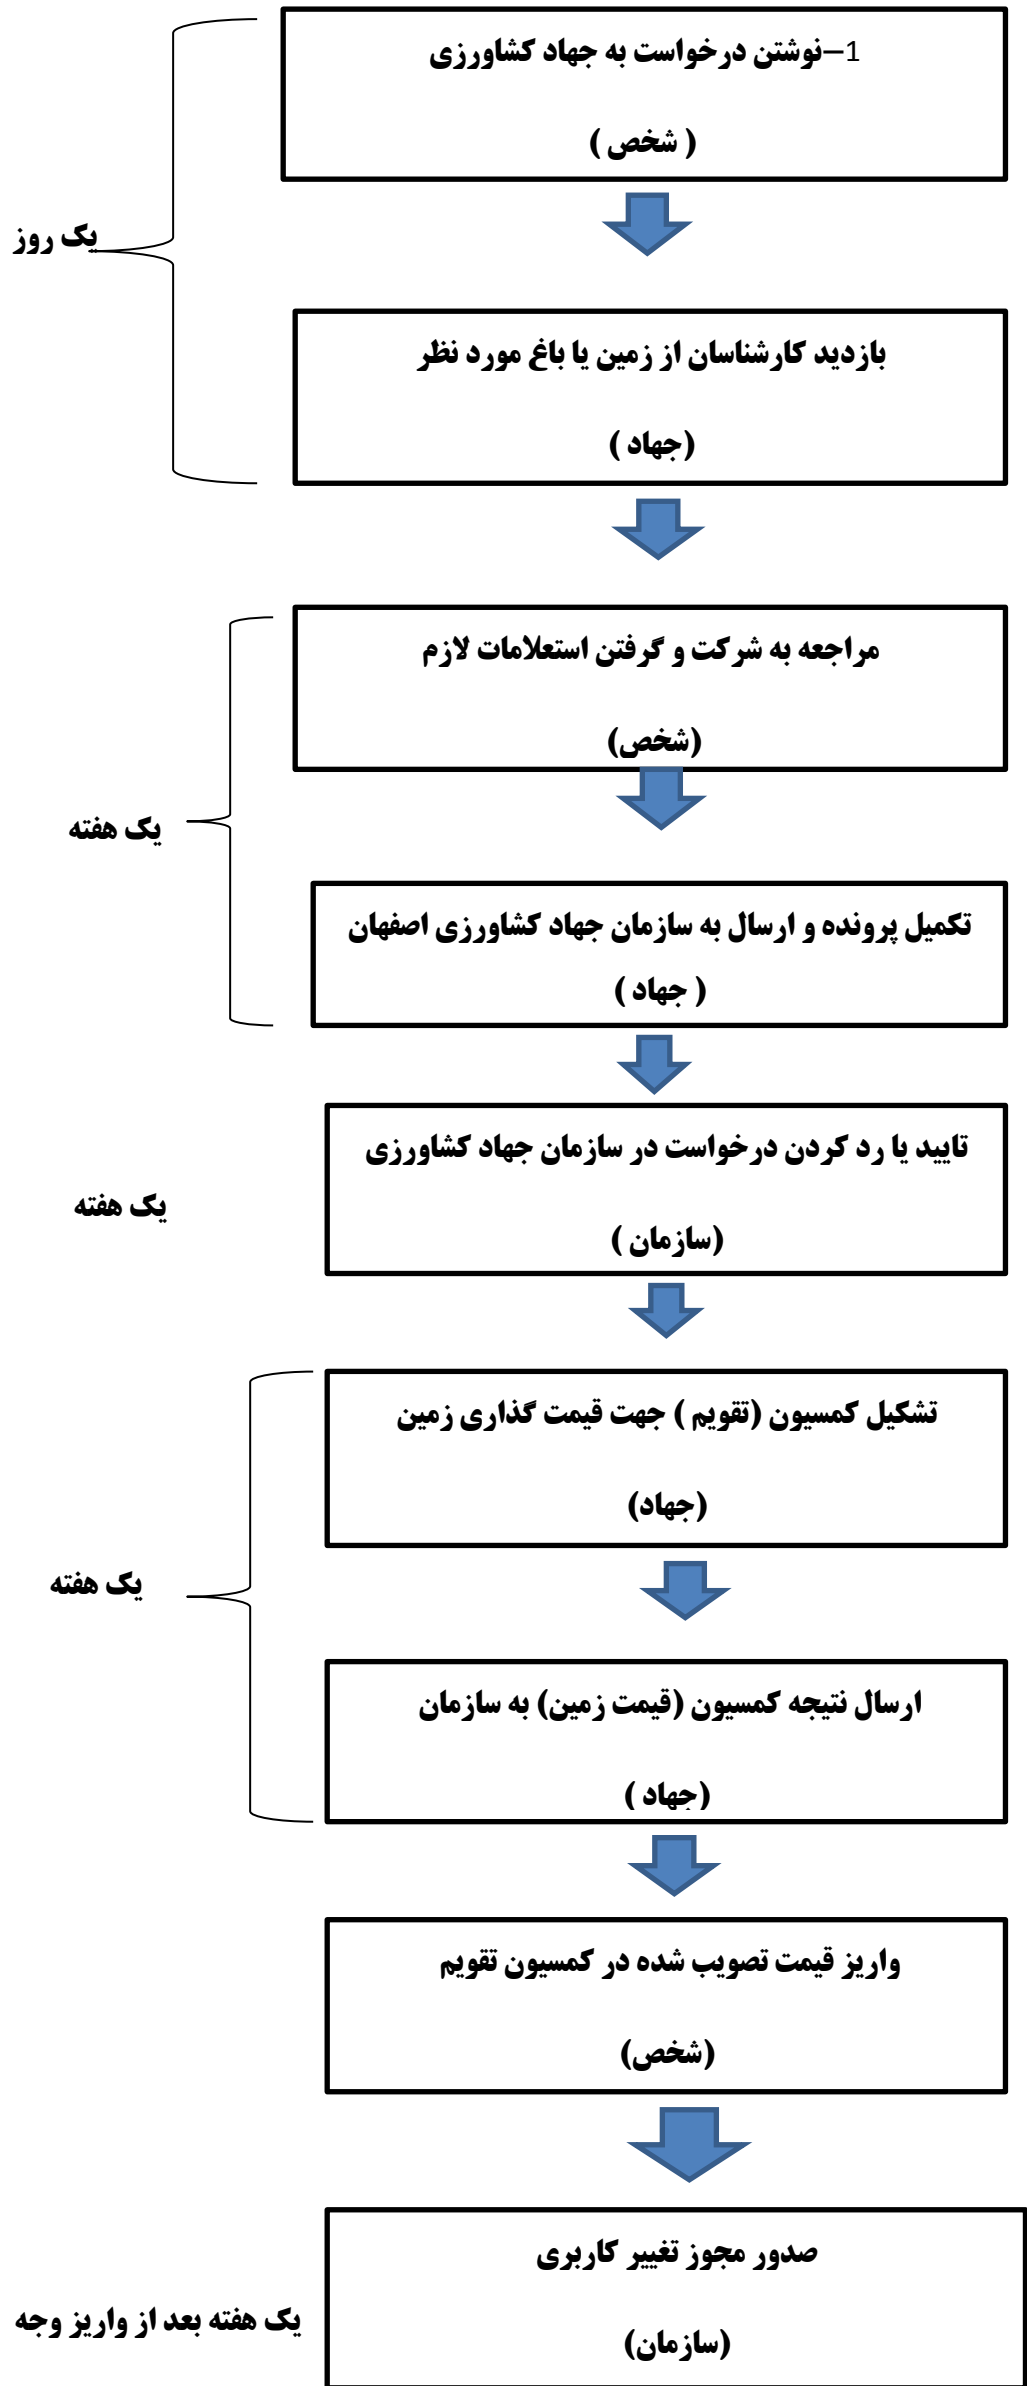 1–نوشتن درخواست به جهاد کشاورزی
( شخص )
یک روز
بازدید کارشناسان از زمین یا باغ مورد نظر
(جهاد )
مراجعه به شرکت و گرفتن استعلامات لازم
(شخص)
یک هفته
تکمیل پرونده و ارسال به سازمان جهاد کشاورزی اصفهان
( جهاد )
تایید یا رد کردن درخواست در سازمان جهاد کشاورزی
یک هفته
(سازمان )
تشکیل کمسیون (تقویم ) جهت قیمت گذاری زمین
(جهاد)
یک هفته
ارسال نتیجه کمسیون (قیمت زمین) به سازمان
(جهاد )
واریز قیمت تصویب شده در کمسیون تقویم
(شخص)
صدور مجوز تغییر کاربری
یک هفته بعد از واریز وجه
(سازمان)